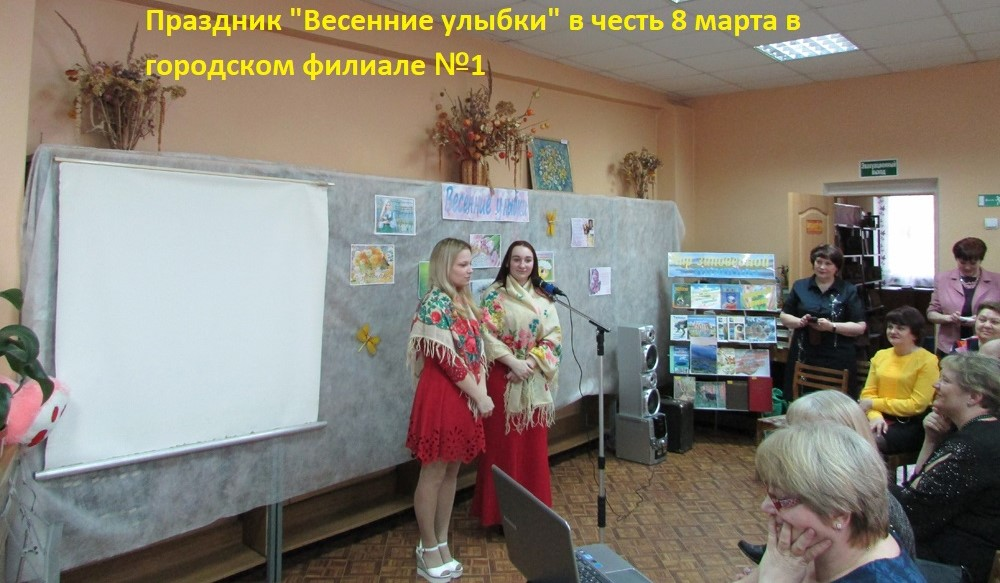 Праздник "Весенние улыбки" в честь 8 марта в
городском филиале №1
Весенние улыбки
Эвакуационный
выход